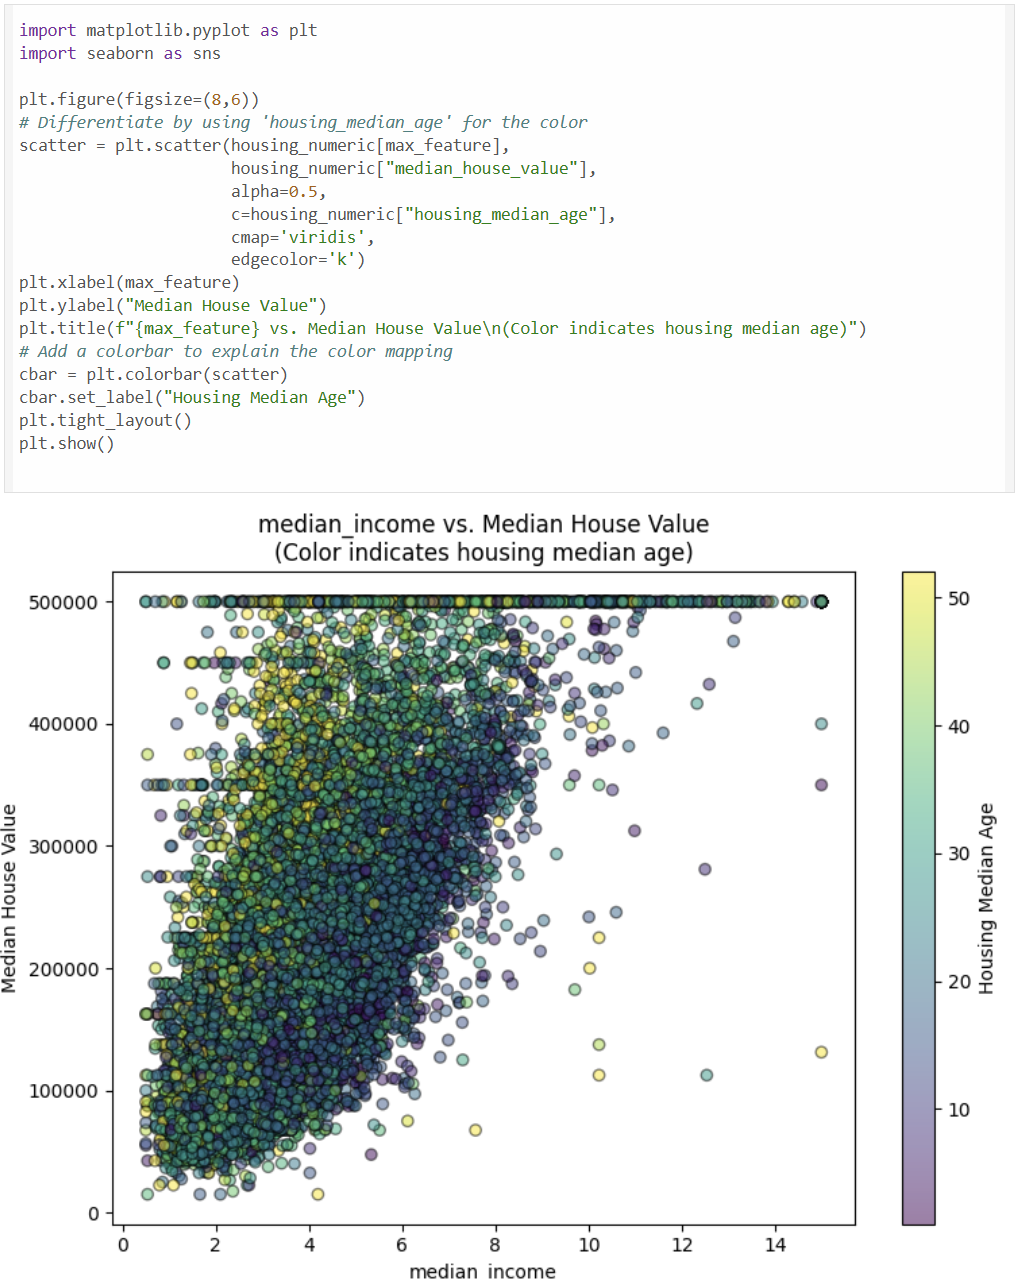 import matplotlib.pyplot as plt
import seaborn as sns
plt.figure(figsize=(8,6))
# Differentiate by using 'housing_median_age' for the color
scatter = plt.scatter(housing_numeric[max_feature],
housing_numeric["median_house_value"],
alpha=0.5,
c=housing_numeric["housing_median_age"],
cmap='viridis',
edgecolor='k')
plt.xlabel(max_feature)
plt.ylabel("Median House Value")
plt.title(f"{max_feature} vs. Median House Value\n(Color indicates housing median age)")
# Add a colorbar to explain the color mapping
cbar = plt.colorbar(scatter)
cbar.set_label("Housing Median Age")
plt.tight_layout()
plt.show()
median_income vs. Median House Value
(Color indicates housing median age)
Median House Value
500000
400000
300000
200000
100000
0
0 2 4 6 8 10 12 14
median_income
50
40
30
20
10
Housing Median Age